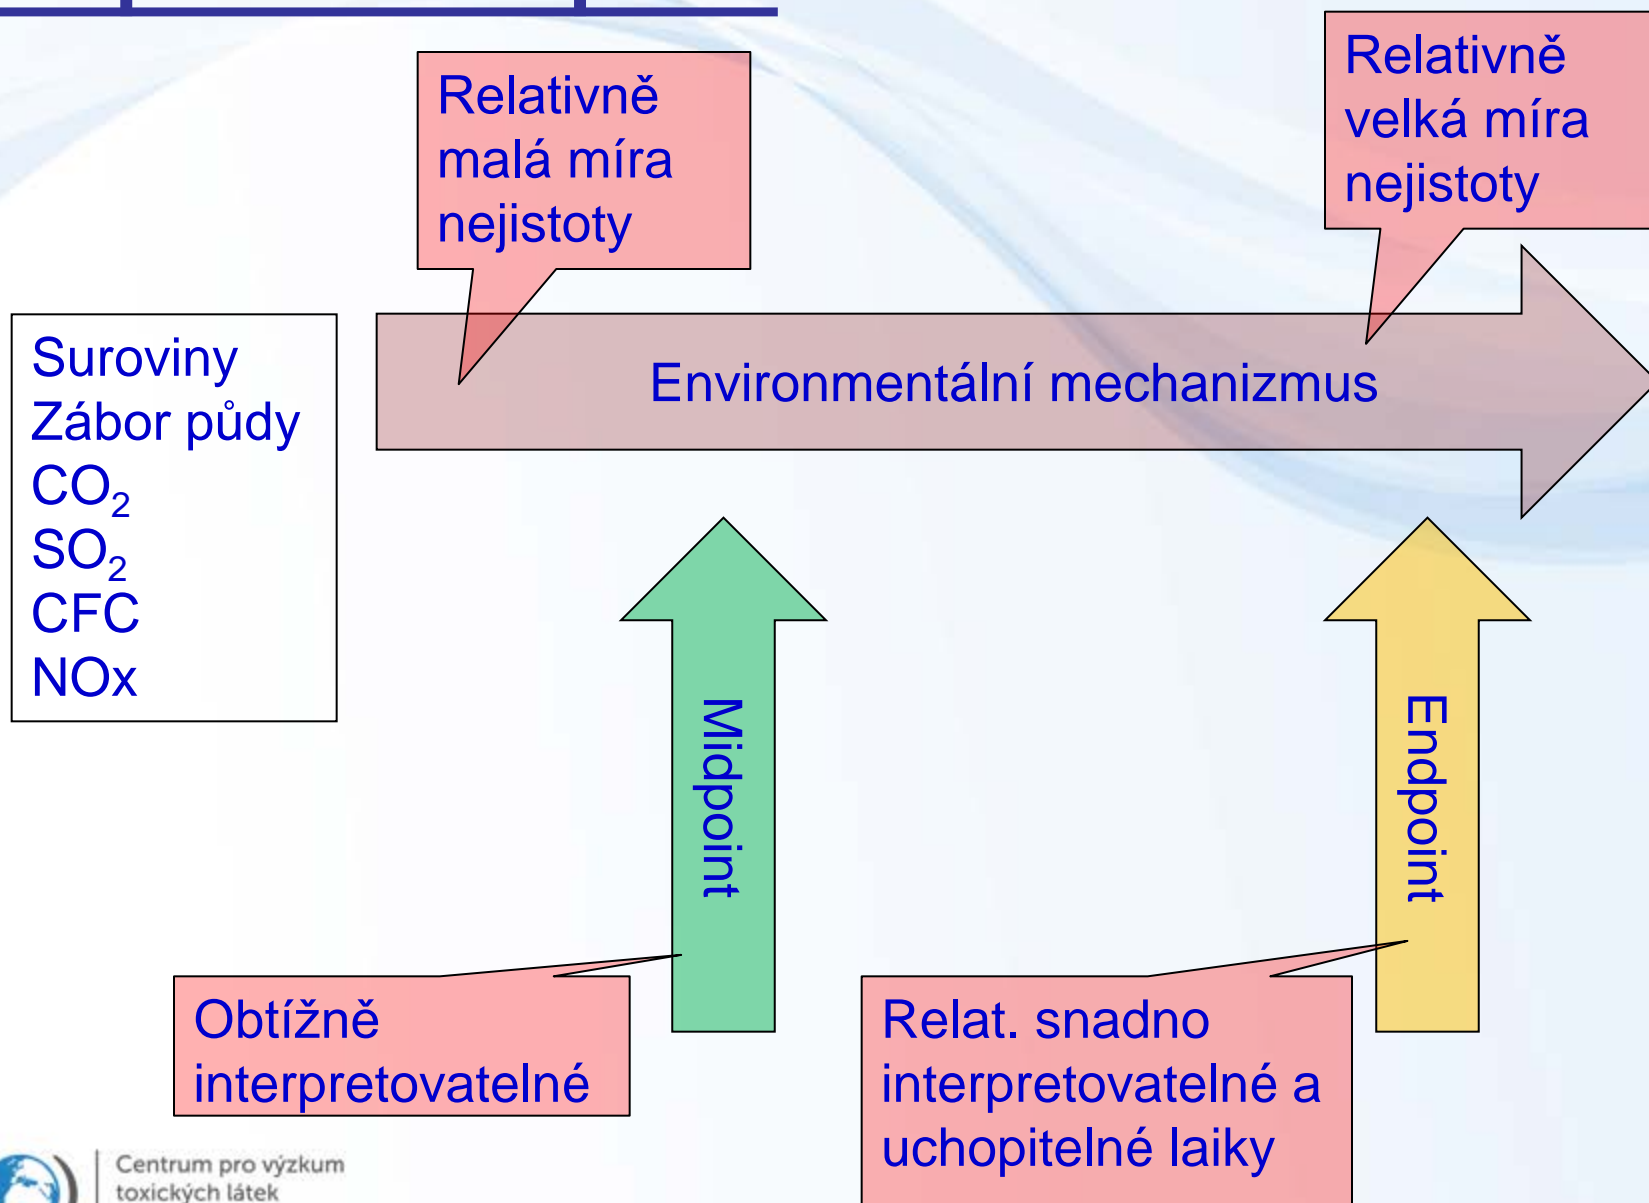 Relativně
malá míra
nejistoty
Relativně
velká míra
nejistoty
Suroviny
Zábor půdy
CO₂
SO₂
CFC
NOx
Environmentální mechanizmus
Midpoint
Endpoint
Obtížně
interpretovatelné
Relat. snadno
interpretovatelné a
uchopitelné laiky
Centrum pro výzkum
toxických látek